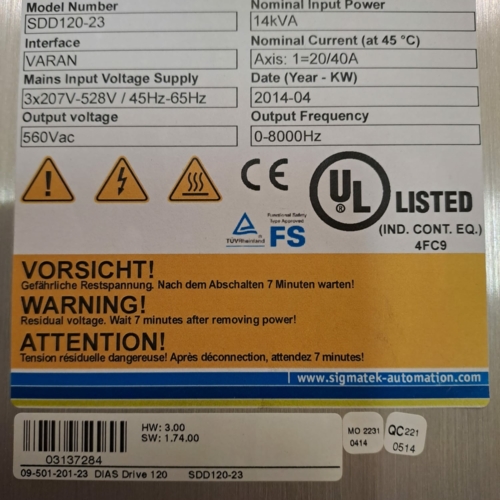 Model Number
SDD120-23
Nominal Input Power
14kVA
Interface
VARAN
Nominal Current (at 45 °C)
Axis: 1=20/40A
Mains Input Voltage Supply
3x207V-528V / 45Hz-65Hz
Date (Year - KW)
2014-04
Output voltage
560Vac
Output Frequency
0-8000Hz
CE
UL
®
LISTED
(IND. CONT. EQ.)
4FC9
TÜVRheinland
Functional Safety
Type Approved
FS
VORSICHT!
Gefährliche Restspannung. Nach dem Abschalten 7 Minuten warten!
WARNING!
Residual voltage. Wait 7 minutes after removing power!
ATTENTION!
Tension résiduelle dangereuse! Après déconnection, attendez 7 minutes!
www.sigmatek-automation.com
HW: 3.00
SW: 1.74.00
03137284
09-501-201-23 DIAS Drive 120 SDD120-23
MO 2231
0414
QC 221
0514